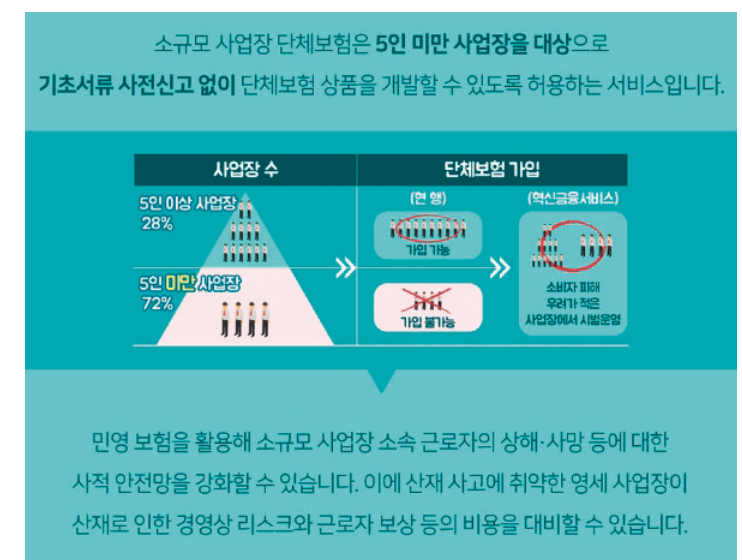 소규모 사업장 단체보험은 5인 미만 사업장을 대상으로
기초서류 사전신고 없이 단체보험 상품을 개발할 수 있도록 허용하는 서비스입니다.
사업장 수
단체보험 가입
5인 이상 사업장
28%
(현 행)
(혁신금융서비스)
가입 가능
5인 미만 사업장
72%
가입 불가능
소비자 피해
우려가 적은
사업장에서 시범운영
민영 보험을 활용해 소규모 사업장 소속 근로자의 상해·사망 등에 대한
사적 안전망을 강화할 수 있습니다. 이에 산재 사고에 취약한 영세 사업장이
산재로 인한 경영상 리스크와 근로자 보상 등의 비용을 대비할 수 있습니다.